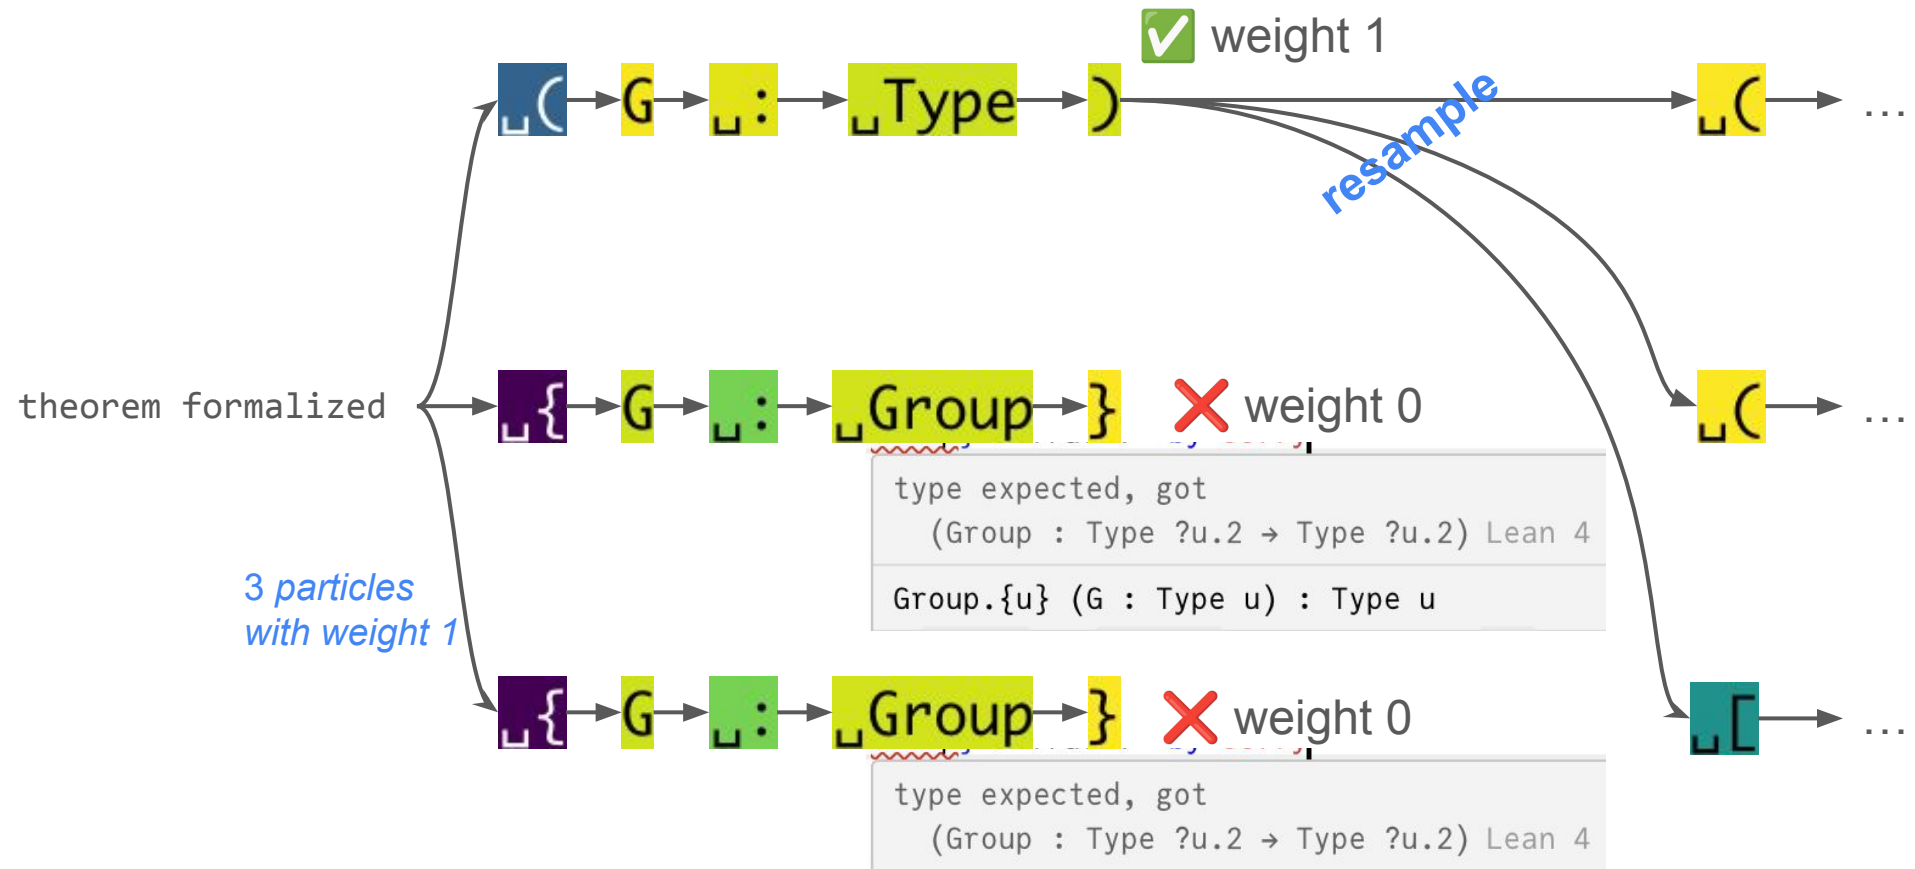 ✅ weight 1
␣( G ␣: ␣Type ) ␣( ...
resample
theorem formalized ␣{ G ␣: ␣Group } ❌ weight 0 ␣( ...
type expected, got
(Group : Type ?u.2 → Type ?u.2) Lean 4
Group.{u} (G : Type u) : Type u
3 particles
with weight 1
␣{ G ␣: ␣Group } ❌ weight 0 ␣[ ...
type expected, got
(Group : Type ?u.2 → Type ?u.2) Lean 4